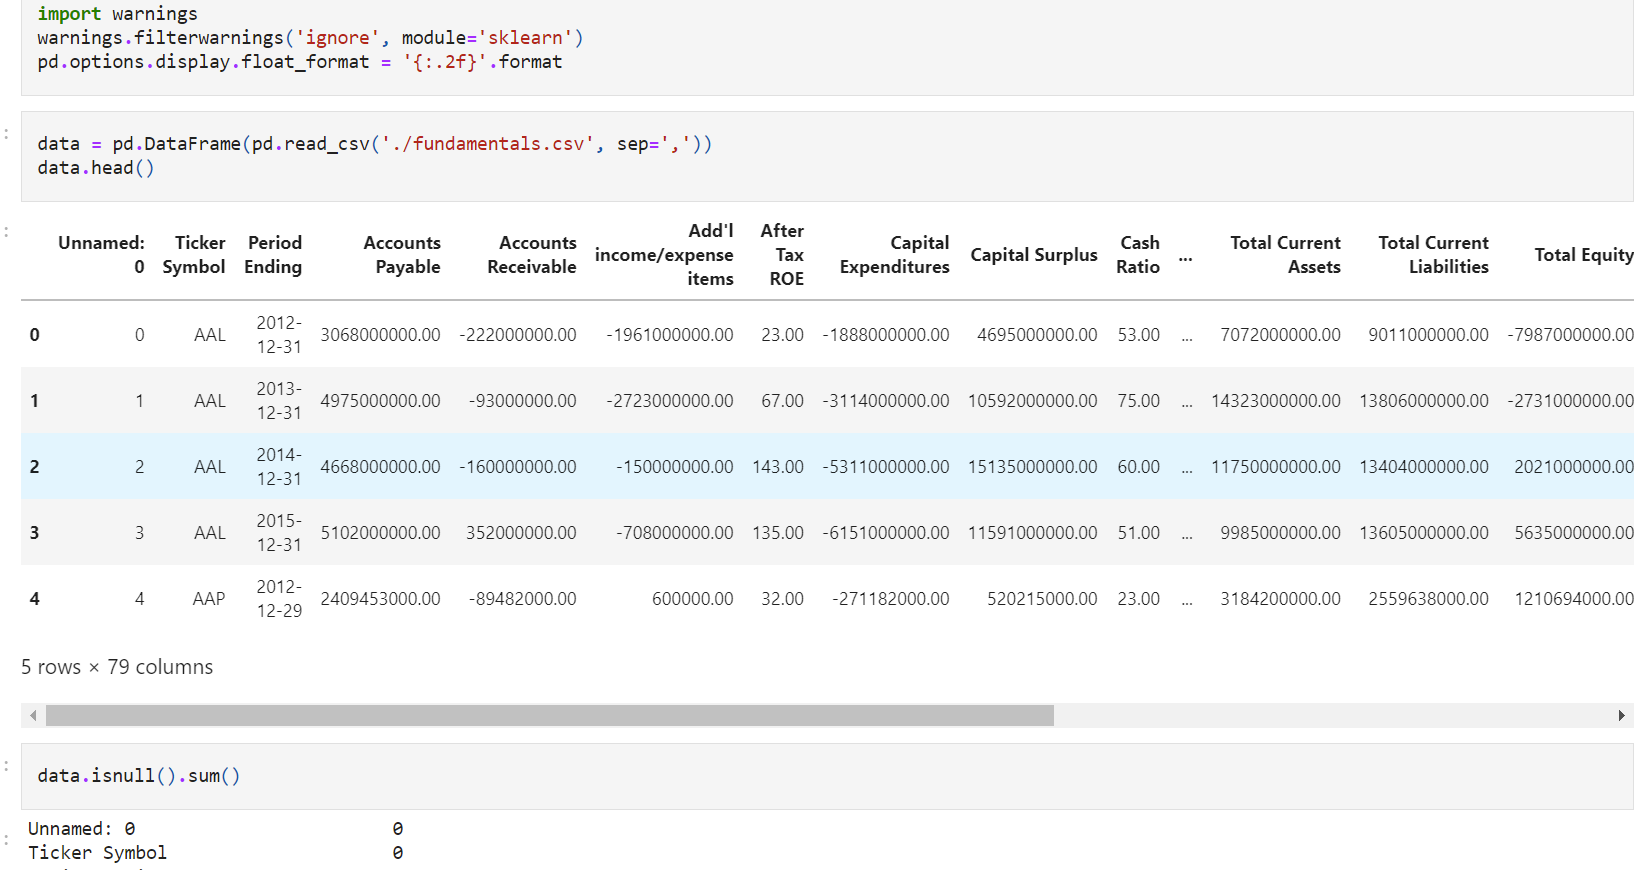 import warnings
warnings.filterwarnings('ignore', module='sklearn')
pd.options.display.float_format = '{:.2f}'.format
data = pd.DataFrame(pd.read_csv('./fundamentals.csv', sep=','))
data.head()
Unnamed: 0 Ticker Symbol Period Ending Accounts Payable Accounts Receivable Add'l income/expense items After Tax ROE Capital Expenditures Capital Surplus Cash Ratio ... Total Current Assets Total Current Liabilities Total Equity
0 0 AAL 2012-12-31 3068000000.00 -222000000.00 -1961000000.00 23.00 -1888000000.00 4695000000.00 53.00 ... 7072000000.00 9011000000.00 -7987000000.00
1 1 AAL 2013-12-31 4975000000.00 -93000000.00 -2723000000.00 67.00 -3114000000.00 10592000000.00 75.00 ... 14323000000.00 13806000000.00 -2731000000.00
2 2 AAL 2014-12-31 4668000000.00 -160000000.00 -150000000.00 143.00 -5311000000.00 15135000000.00 60.00 ... 11750000000.00 13404000000.00 2021000000.00
3 3 AAL 2015-12-31 5102000000.00 352000000.00 -708000000.00 135.00 -6151000000.00 11591000000.00 51.00 ... 9985000000.00 13605000000.00 5635000000.00
4 4 AAP 2012-12-29 2409453000.00 -89482000.00 600000.00 32.00 -271182000.00 520215000.00 23.00 ... 3184200000.00 2559638000.00 1210694000.00
5 rows × 79 columns
data.isnull().sum()
Unnamed: 0 0
Ticker Symbol 0